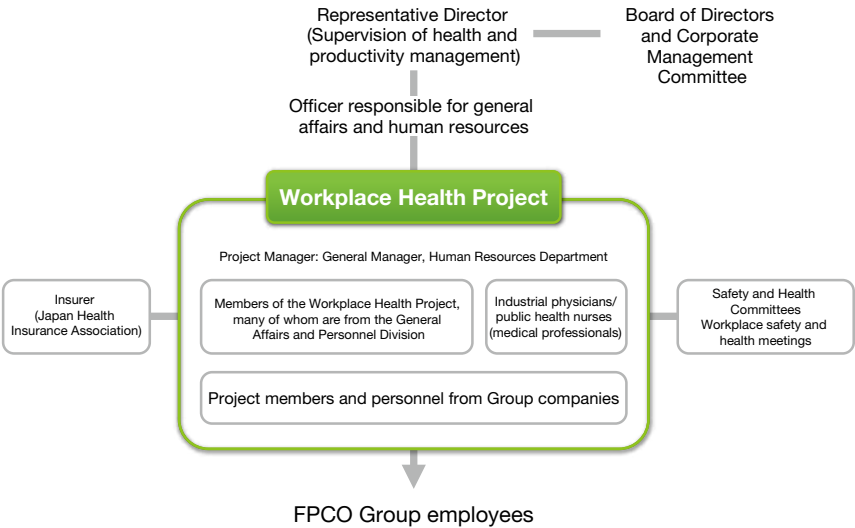 Representative Director
(Supervision of health and
productivity management)
Board of Directors
and Corporate
Management
Committee
Officer responsible for general
affairs and human resources
Workplace Health Project
Project Manager: General Manager, Human Resources Department
Insurer
(Japan Health
Insurance Association)
Members of the Workplace Health Project,
many of whom are from the General
Affairs and Personnel Division
Industrial physicians/
public health nurses
(medical professionals)
Safety and Health
Committees
Workplace safety and
health meetings
Project members and personnel from Group companies
FPCO Group employees